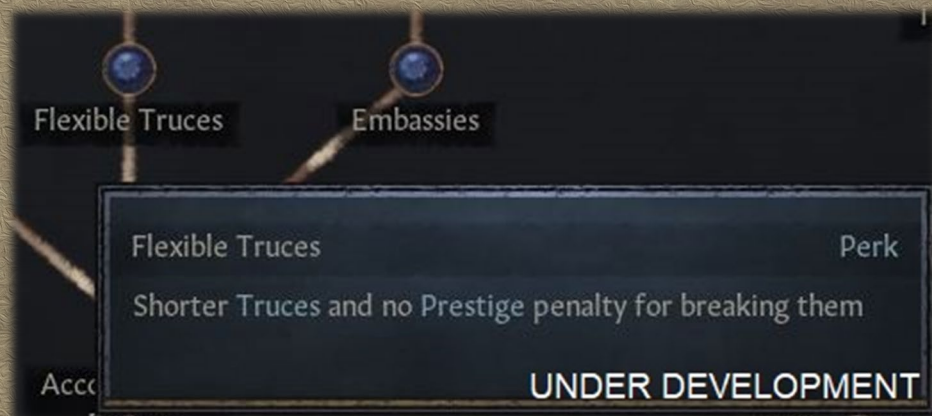 Flexible Truces
Embassies
Flexible Truces Perk
Shorter Truces and no Prestige penalty for breaking them
UNDER DEVELOPMENT